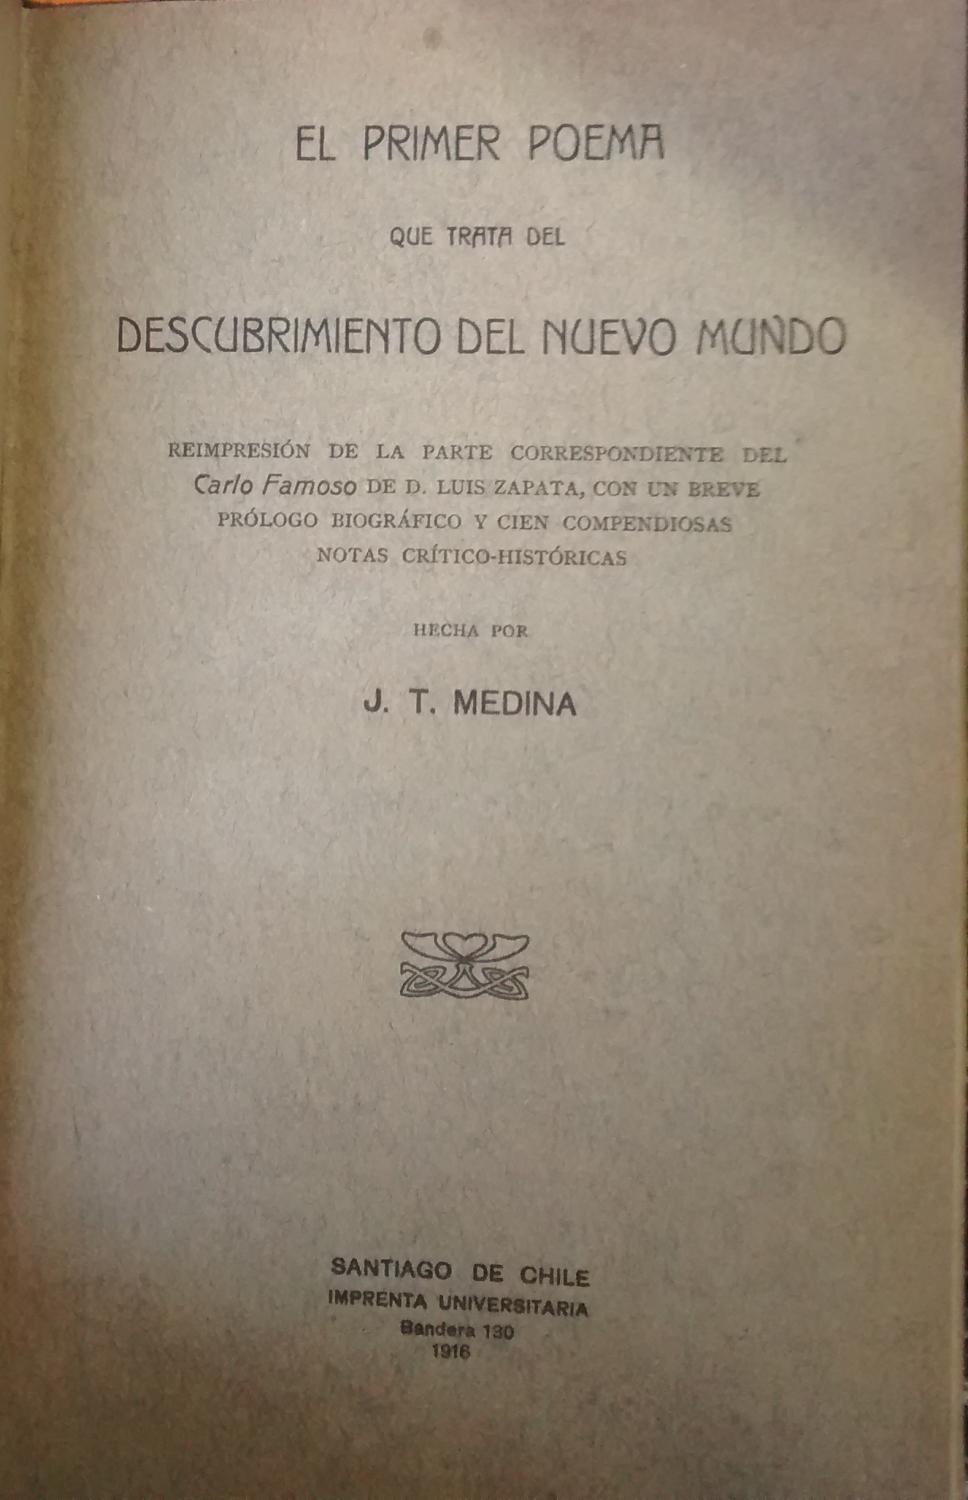 EL PRIMER POEMA
QUE TRATA DEL
DESCUBRIMIENTO DEL NUEVO MUNDO
REIMPRESIÓN DE LA PARTE CORRESPONDIENTE DEL
Carlo Famoso DE D. LUIS ZAPATA, CON UN BREVE
PRÓLOGO BIOGRÁFICO Y CIEN COMPENDIOSAS
NOTAS CRÍTICO-HISTÓRICAS
HECHA POR
J. T. MEDINA
SANTIAGO DE CHILE
IMPRENTA UNIVERSITARIA
Bandera 130
1916